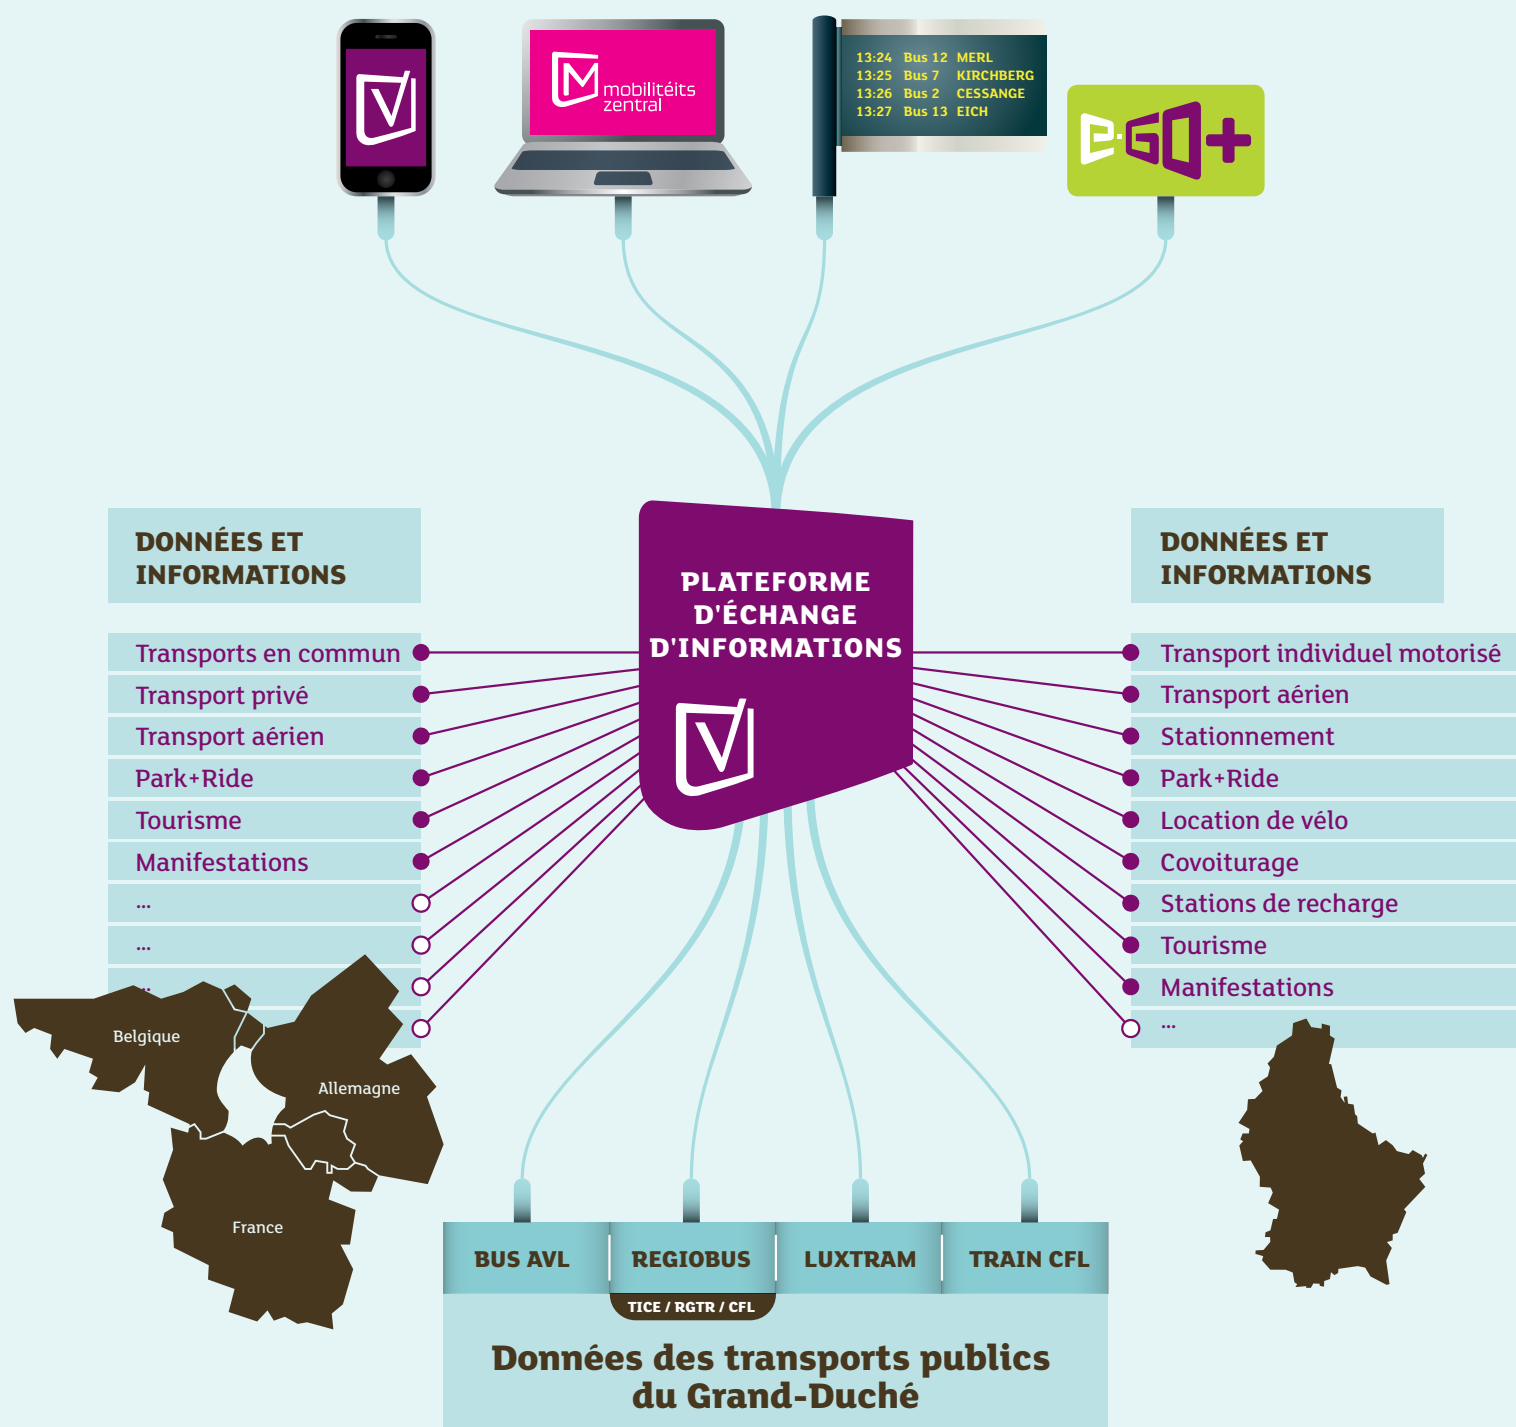 V
M mobilitéits
zentral
13:24 Bus 12 MERL
13:25 Bus 7 KIRCHBERG
13:26 Bus 2 CESSANGE
13:27 Bus 13 EICH
e-GO+
DONNÉES ET
INFORMATIONS
Transports en commun
Transport privé
Transport aérien
Park+Ride
Tourisme
Manifestations
...
...
...
Belgique
Allemagne
France
PLATEFORME
D'ÉCHANGE
D'INFORMATIONS
V
DONNÉES ET
INFORMATIONS
Transport individuel motorisé
Transport aérien
Stationnement
Park+Ride
Location de vélo
Covoiturage
Stations de recharge
Tourisme
Manifestations
...
BUS AVL
REGIOBUS
LUXTRAM
TRAIN CFL
TICE / RGTR / CFL
Données des transports publics
du Grand-Duché